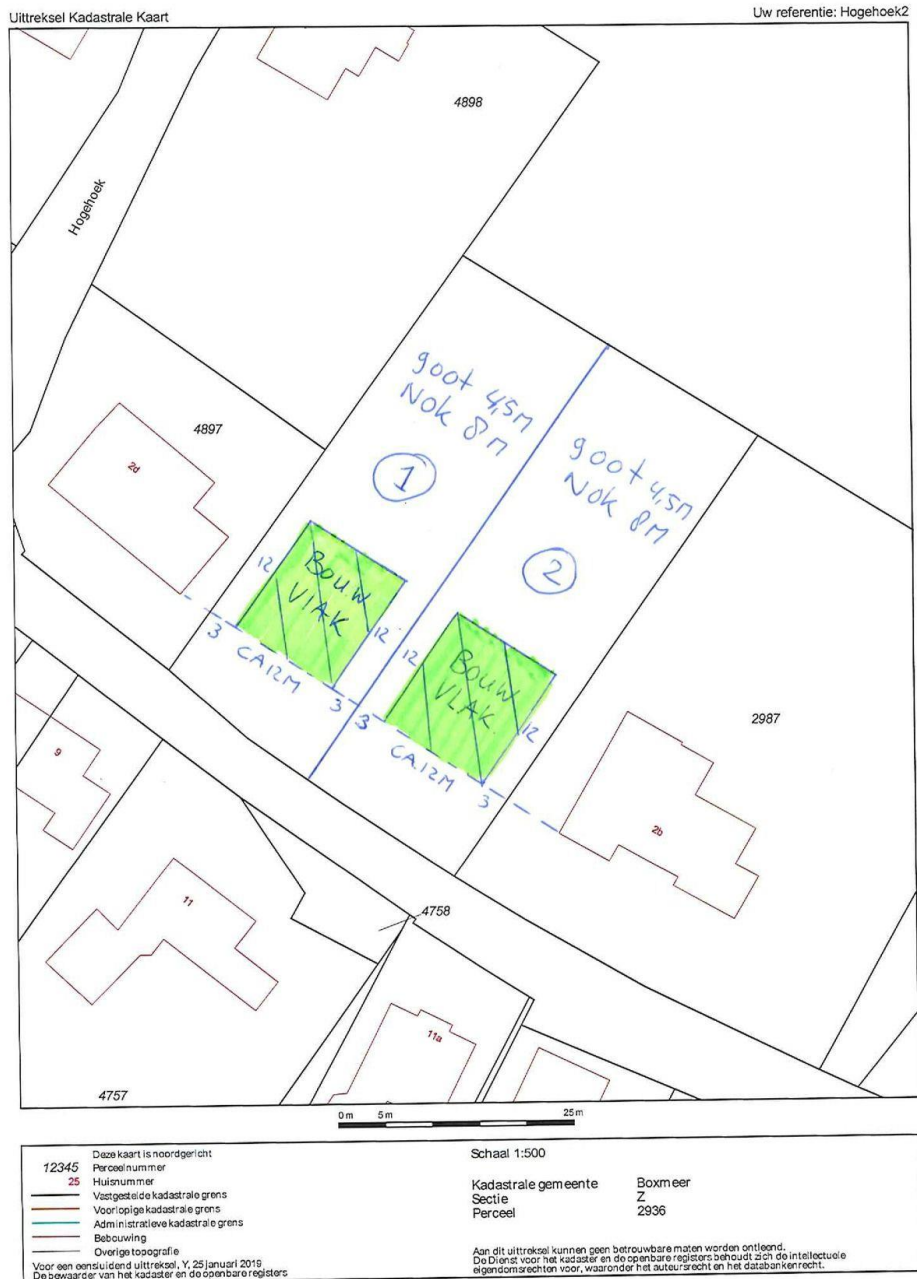 Uittreksel Kadastrale Kaart
Uw referentie: Hogehoek2
4898
Hogehoek
goot 4,5m
Nok 8m
4897
2d
1
goot 4,5m
Nok 8m
2
12
Bouw
VlAK
12
3
CA 12M
3
3
12
Bouw
VLAK
12
CA.12M
3
2987
2b
9
11
4758
11a
4757
0 m 5 m 25 m
Deze kaart is noordgericht
12345 Perceelnummer
25 Huisnummer
Vastgestelde kadastrale grens
Voorlopige kadastrale grens
Administratieve kadastrale grens
Bebouwing
Overige topografie
Voor een eensluidend uittreksel, Y, 25 januari 2019
De bewaarder van het kadaster en de openbare registers
Schaal 1:500
Kadastrale gemeente Boxmeer
Sectie Z
Perceel 2936
Aan dit uittreksel kunnen geen betrouwbare maten worden ontleend.
De Dienst voor het kadaster en de openbare registers behoudt zich de intellectuele
eigendomsrechten voor, waaronder het auteursrecht en het databankenrecht.